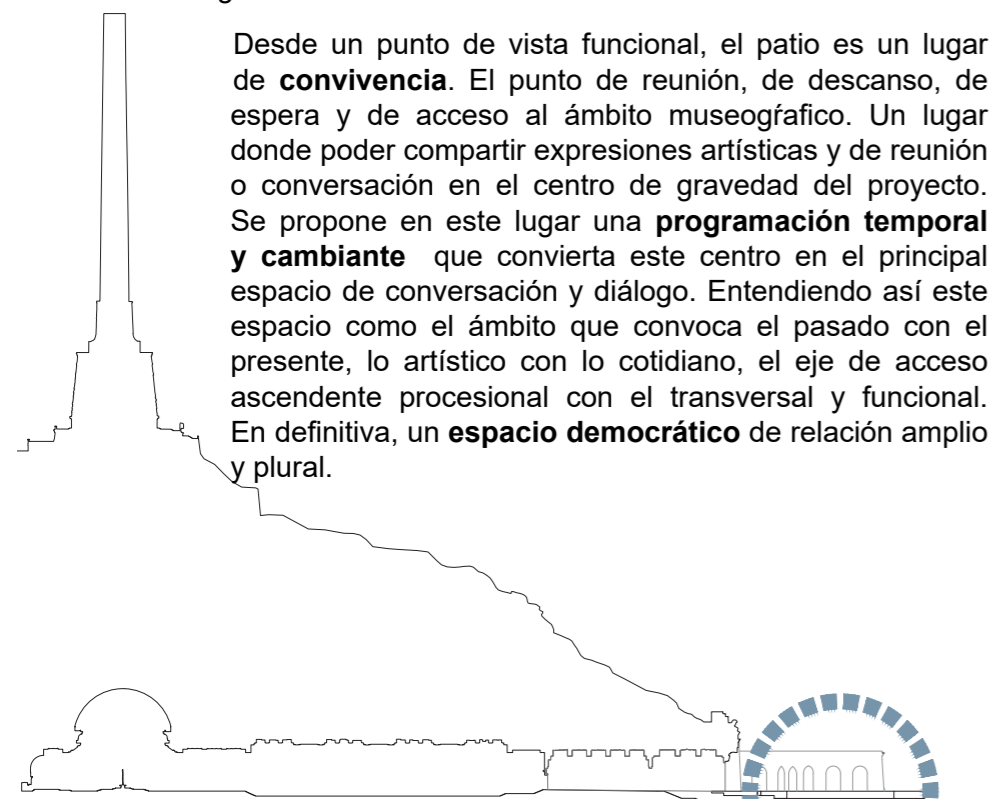 Desde un punto de vista funcional, el patio es un lugar
de convivencia. El punto de reunión, de descanso, de
espera y de acceso al ámbito museogŕafico. Un lugar
donde poder compartir expresiones artísticas y de reunión
o conversación en el centro de gravedad del proyecto.
Se propone en este lugar una programación temporal
y cambiante que convierta este centro en el principal
espacio de conversación y diálogo. Entendiendo así este
espacio como el ámbito que convoca el pasado con el
presente, lo artístico con lo cotidiano, el eje de acceso
ascendente procesional con el transversal y funcional.
En definitiva, un espacio democrático de relación amplio
y plural.